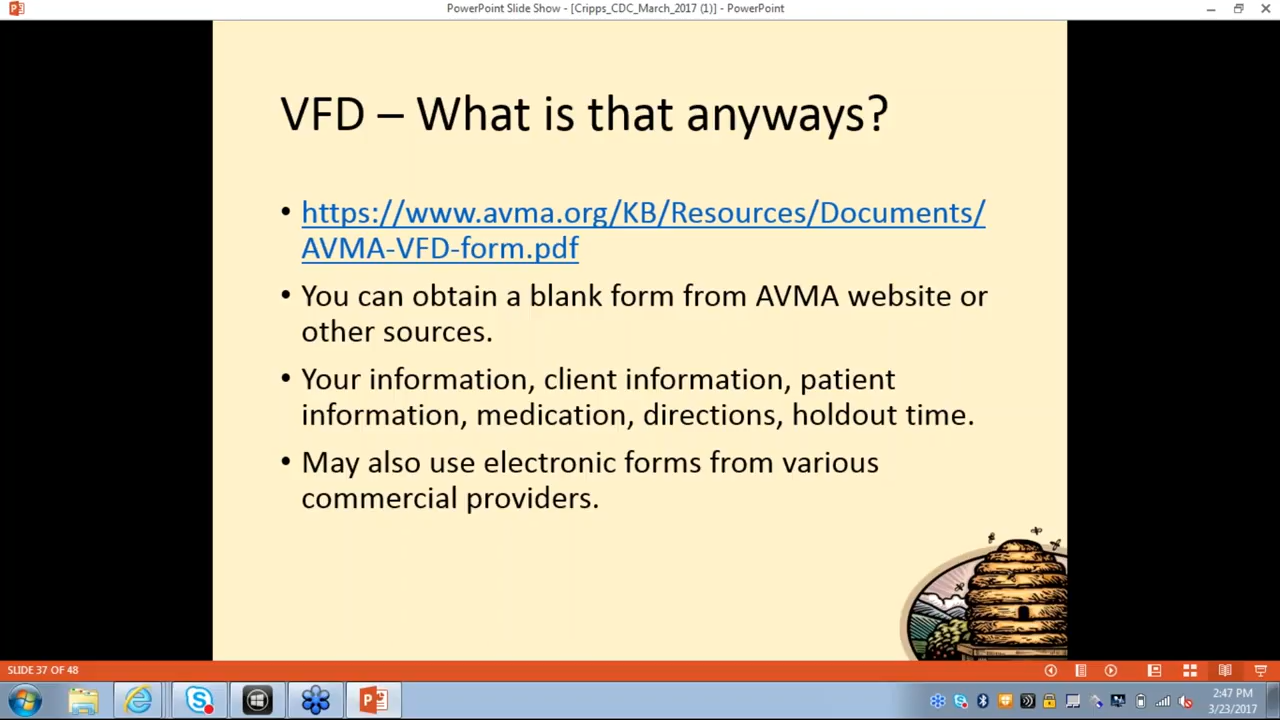 PowerPoint Slide Show - [Cripps_CDC_March_2017 (1)] - PowerPoint
VFD – What is that anyways?
• https://www.avma.org/KB/Resources/Documents/
AVMA-VFD-form.pdf
• You can obtain a blank form from AVMA website or
other sources.
• Your information, client information, patient
information, medication, directions, holdout time.
• May also use electronic forms from various
commercial providers.
SLIDE 37 OF 48
2:47 PM
3/23/2017